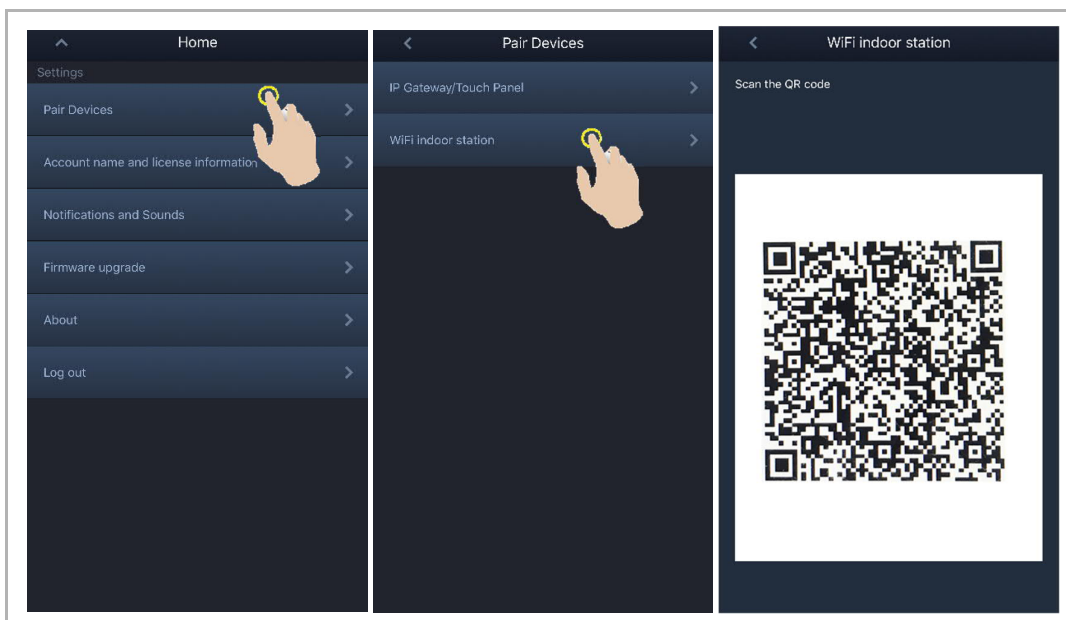 Home
Settings
Pair Devices
Account name and license information
Notifications and Sounds
Firmware upgrade
About
Log out
Pair Devices
IP Gateway/Touch Panel
WiFi indoor station
WiFi indoor station
Scan the QR code